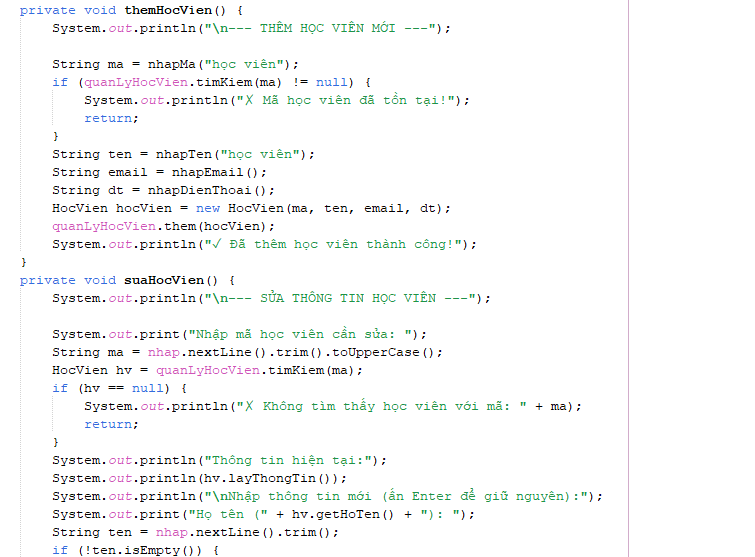 private void themHocVien() {
System.out.println("\n--- THÊM HỌC VIÊN MỚI ---");
String ma = nhapMa("học viên");
if (quanLyHocVien.timKiem(ma) != null) {
System.out.println("✗ Mã học viên đã tồn tại!");
return;
}
String ten = nhapTen("học viên");
String email = nhapEmail();
String dt = nhapDienThoai();
HocVien hocVien = new HocVien(ma, ten, email, dt);
quanLyHocVien.them(hocVien);
System.out.println("✓ Đã thêm học viên thành công!");
}
private void suaHocVien() {
System.out.println("\n--- SỬA THÔNG TIN HỌC VIÊN ---");
System.out.print("Nhập mã học viên cần sửa: ");
String ma = nhap.nextLine().trim().toUpperCase();
HocVien hv = quanLyHocVien.timKiem(ma);
if (hv == null) {
System.out.println("✗ Không tìm thấy học viên với mã: " + ma);
return;
}
System.out.println("Thông tin hiện tại:");
System.out.println(hv.layThongTin());
System.out.println("\nNhập thông tin mới (ấn Enter để giữ nguyên):");
System.out.print("Họ tên (" + hv.getHoTen() + "): ");
String ten = nhap.nextLine().trim();
if (!ten.isEmpty()) {